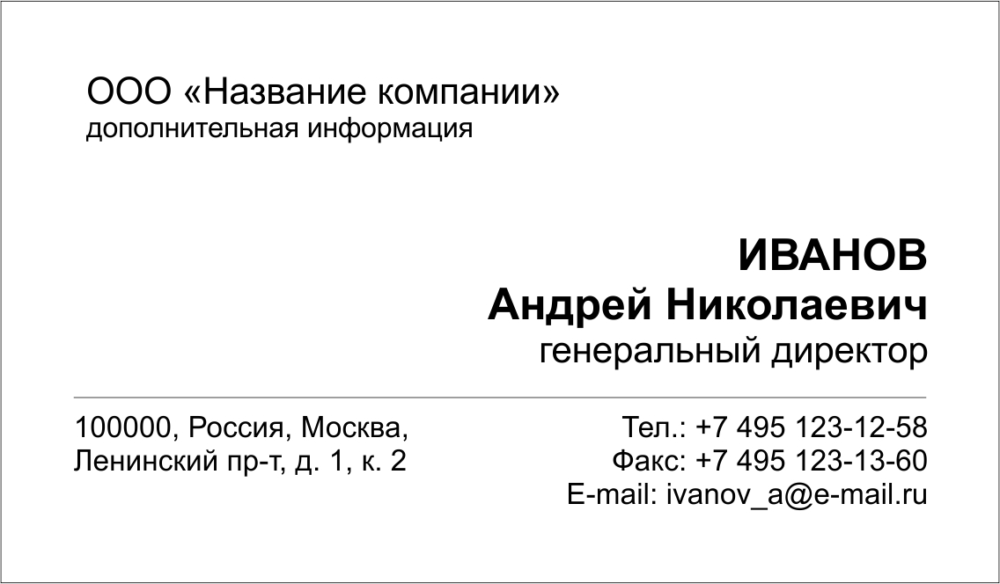 ООО «Название компании»
дополнительная информация
ИВАНОВ
Андрей Николаевич
генеральный директор
100000, Россия, Москва,
Ленинский пр-т, д. 1, к. 2
Тел.: +7 495 123-12-58
Факс: +7 495 123-13-60
E-mail: ivanov_a@e-mail.ru